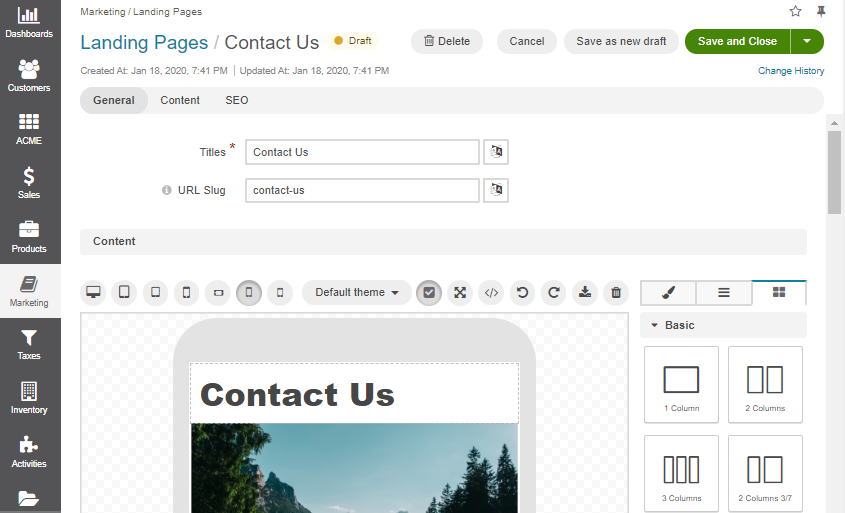 Dashboards
Customers
ACME
Sales
Products
Marketing
Taxes
Inventory
Activities
Marketing / Landing Pages
Landing Pages / Contact Us Draft Delete Cancel Save as new draft Save and Close
Created At: Jan 18, 2020, 7:41 PM | Updated At: Jan 18, 2020, 7:41 PM Change History
General Content SEO
Titles * Contact Us
URL Slug contact-us
Content
Default theme
Basic
1 Column 2 Columns
3 Columns 2 Columns 3/7
Contact Us